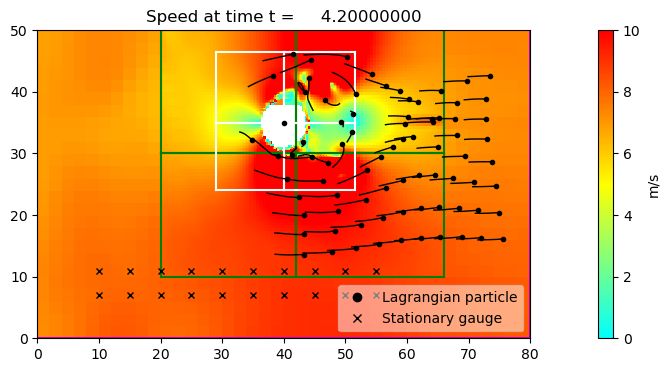 Speed at time t = 4.20000000
50
40
30
20
10
0
0 10 20 30 40 50 60 70 80
Lagrangian particle
Stationary gauge
10
8
6
4
2
0
m/s